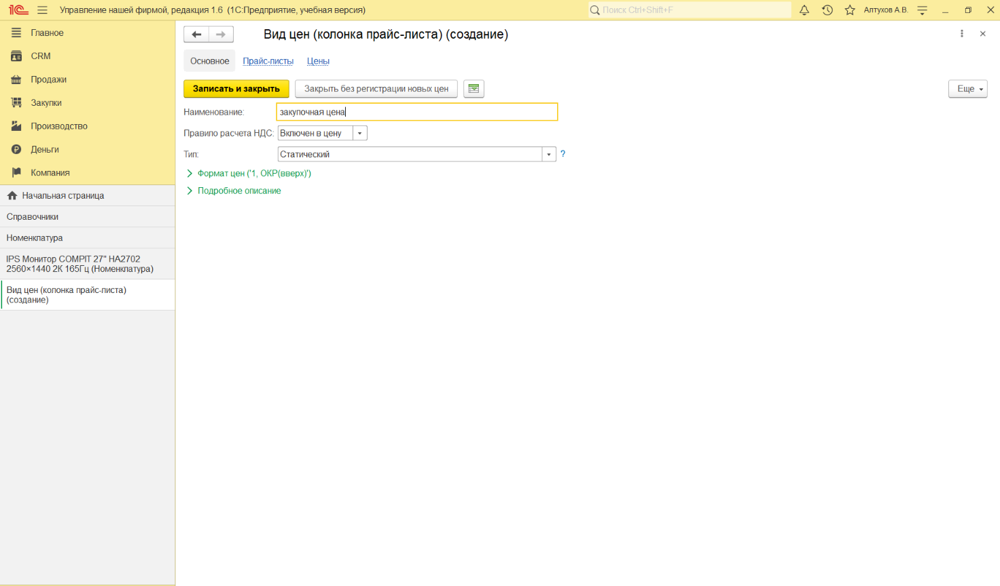 1С Управление нашей фирмой, редакция 1.6 (1С:Предприятие, учебная версия) Поиск Ctrl+Shift+F Алтухов А.В.
Главное
CRM
Продажи
Закупки
Производство
Деньги
Компания
Начальная страница
Справочники
Номенклатура
IPS Монитор COMPIT 27" HA2702
2560×1440 2К 165Гц (Номенклатура)
Вид цен (колонка прайс-листа)
(создание)
Вид цен (колонка прайс-листа) (создание)
Основное Прайс-листы Цены
Записать и закрыть Закрыть без регистрации новых цен Еще
Наименование: закупочная цена
Правило расчета НДС: Включен в цену
Тип: Статический ?
Формат цен ('1, ОКР(вверх)')
Подробное описание